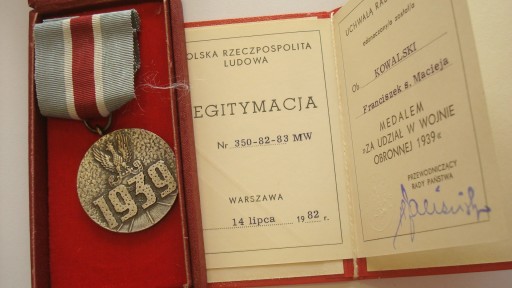 1939
OLSKA RZECZPOSPOLITA
LUDOWA
EGITYMACJA
Nr 350-82-83 MW
WARSZAWA
14 lipca 1982 r.
UCHWAŁĄ RA
odznaczony został
Ob KOWALSKI
Franciszek s. Macieja
MEDALEM
»ZA UDZIAŁ W WOJNIE
OBRONNEJ 1939«
PRZEWODNICZĄCY
RADY PAŃSTWA